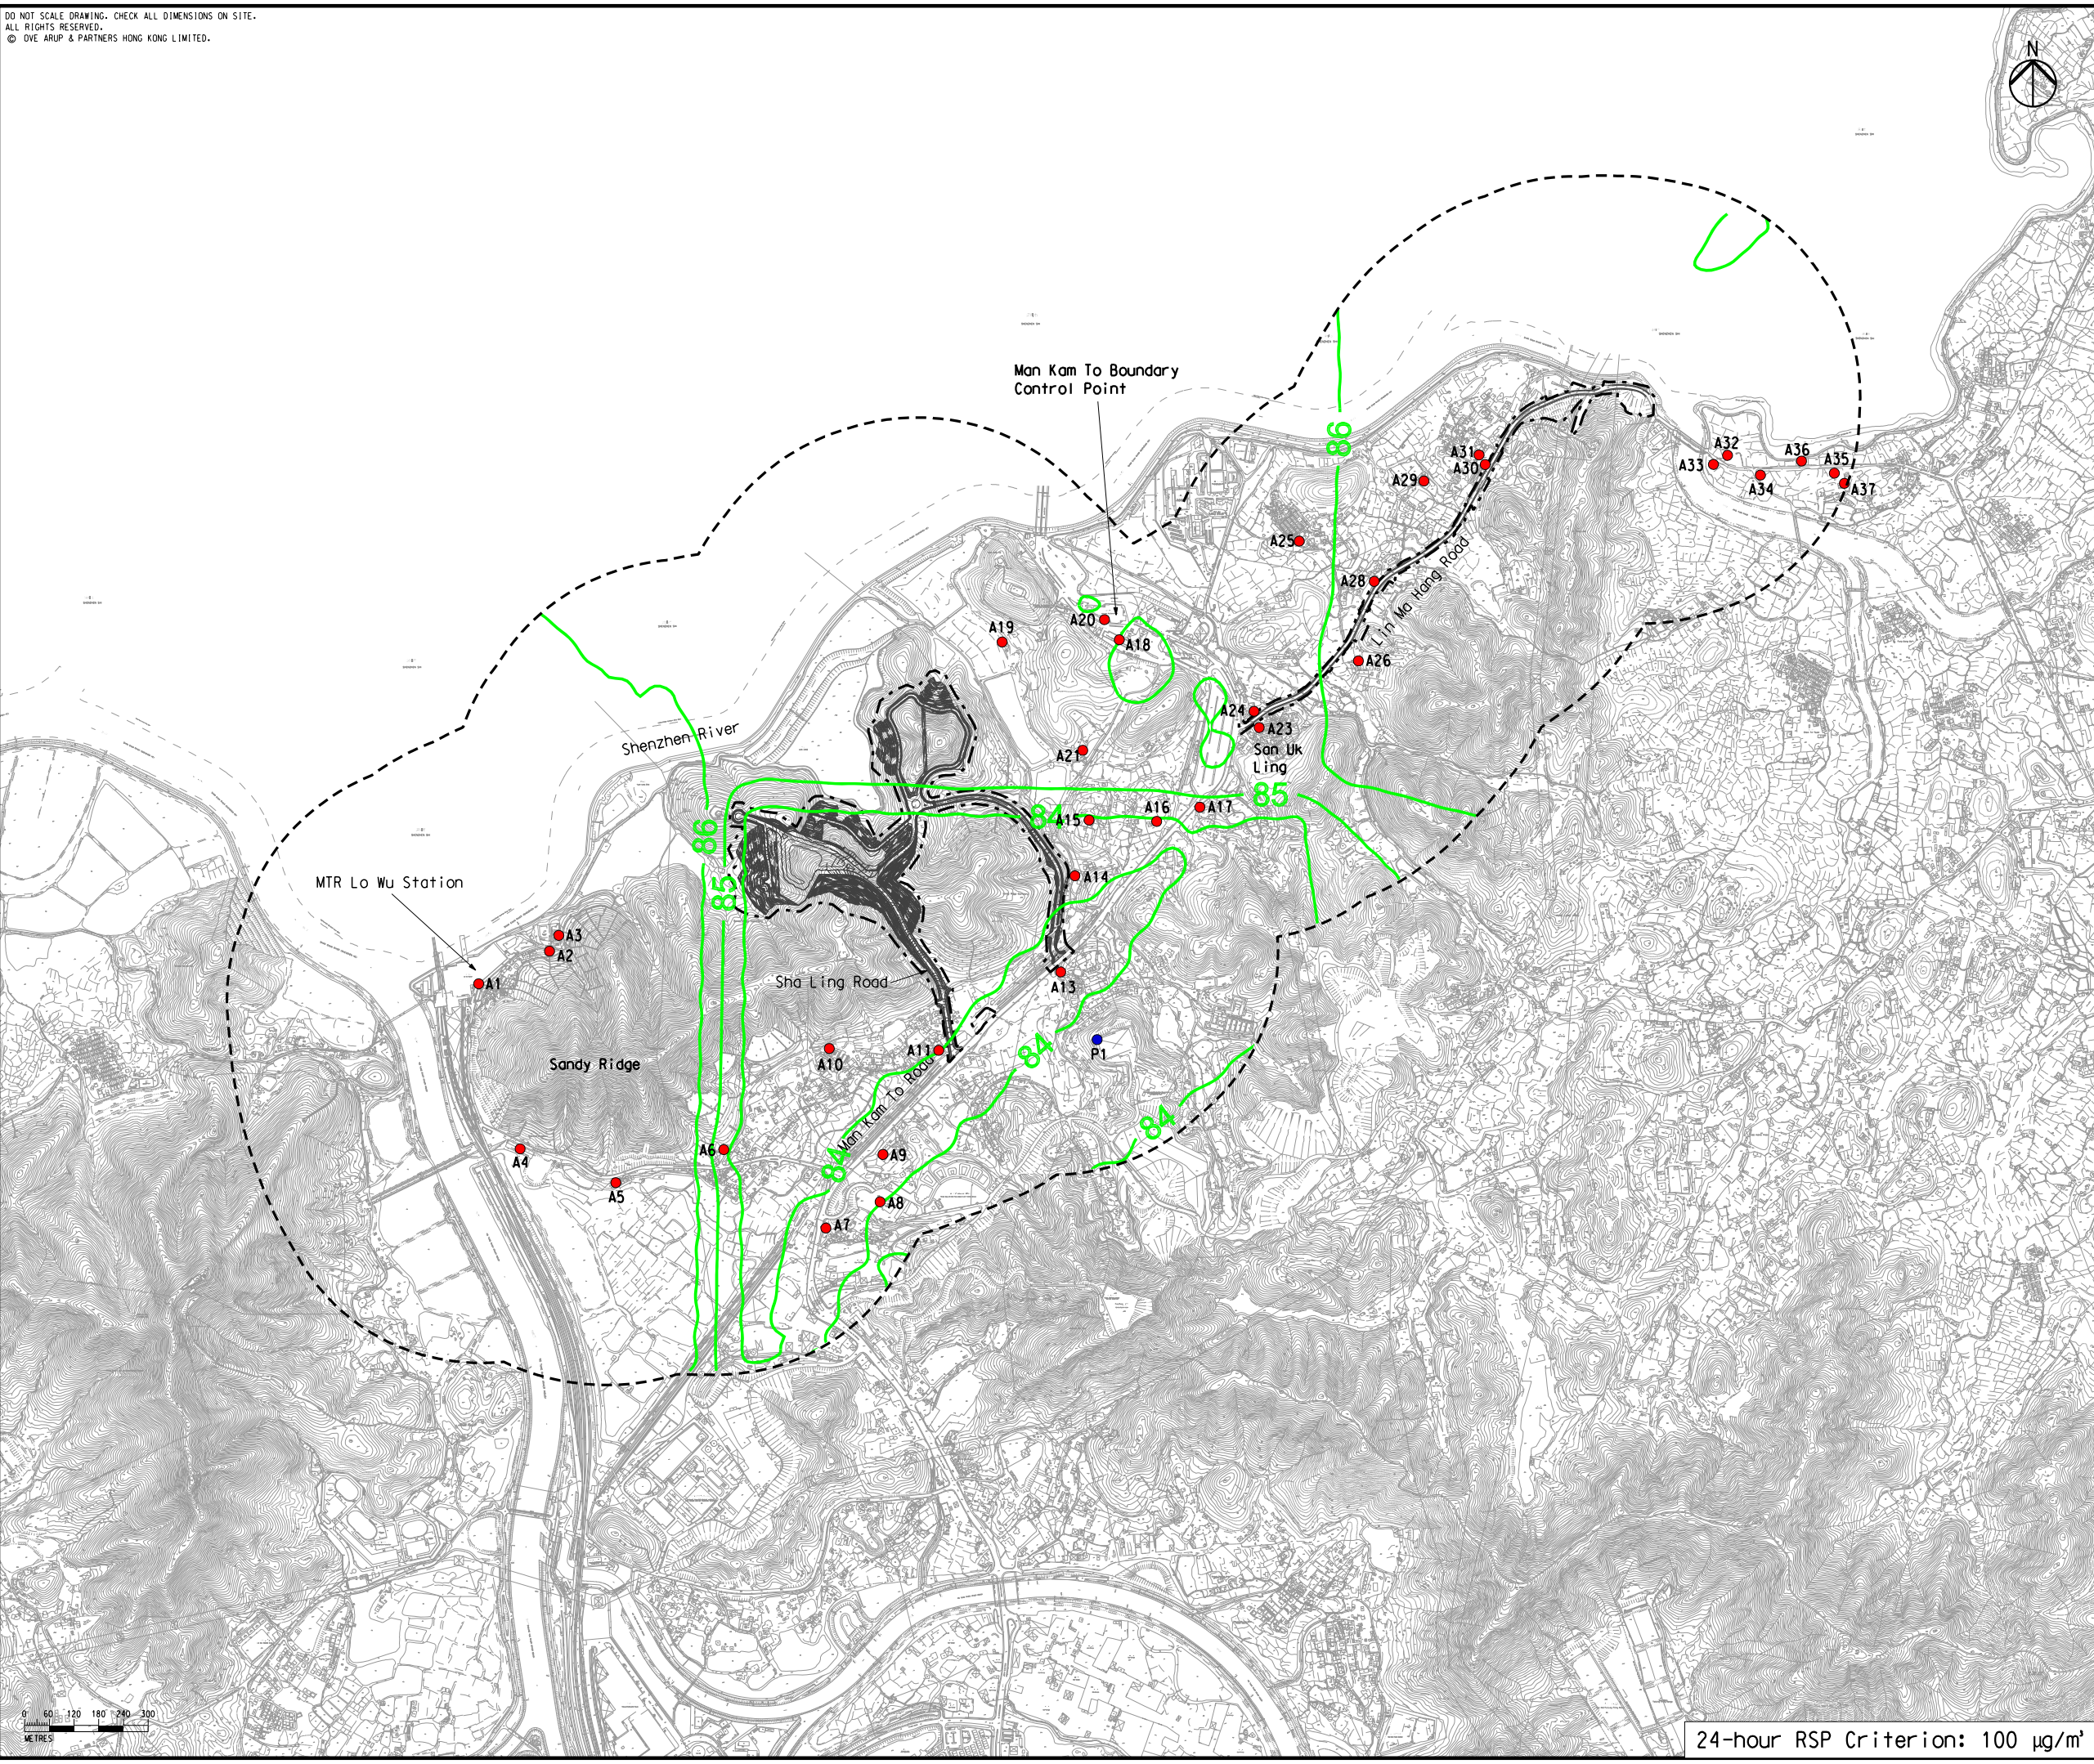 DO NOT SCALE DRAWING. CHECK ALL DIMENSIONS ON SITE.
ALL RIGHTS RESERVED.
© OVE ARUP & PARTNERS HONG KONG LIMITED.
N
Man Kam To Boundary
Control Point
86
A32
A31
A33
A30
A36
A35
A29
A34
A37
A25
A28
Lin Ma Hang Road
A20
A19
A18
A26
A24
A23
Shenzhen River
San Uk
Ling
A21
85
A16
A17
84
A15
86
MTR Lo Wu Station
85
A14
A3
A2
A1
Sha Ling Road
A13
A11
84
P1
Sandy Ridge
A10
Man Kam To Road
84
A6
A4
84
A9
A5
A8
A7
0 60 120 180 240 300
METRES
24-hour RSP Criterion: 100 µg/m³